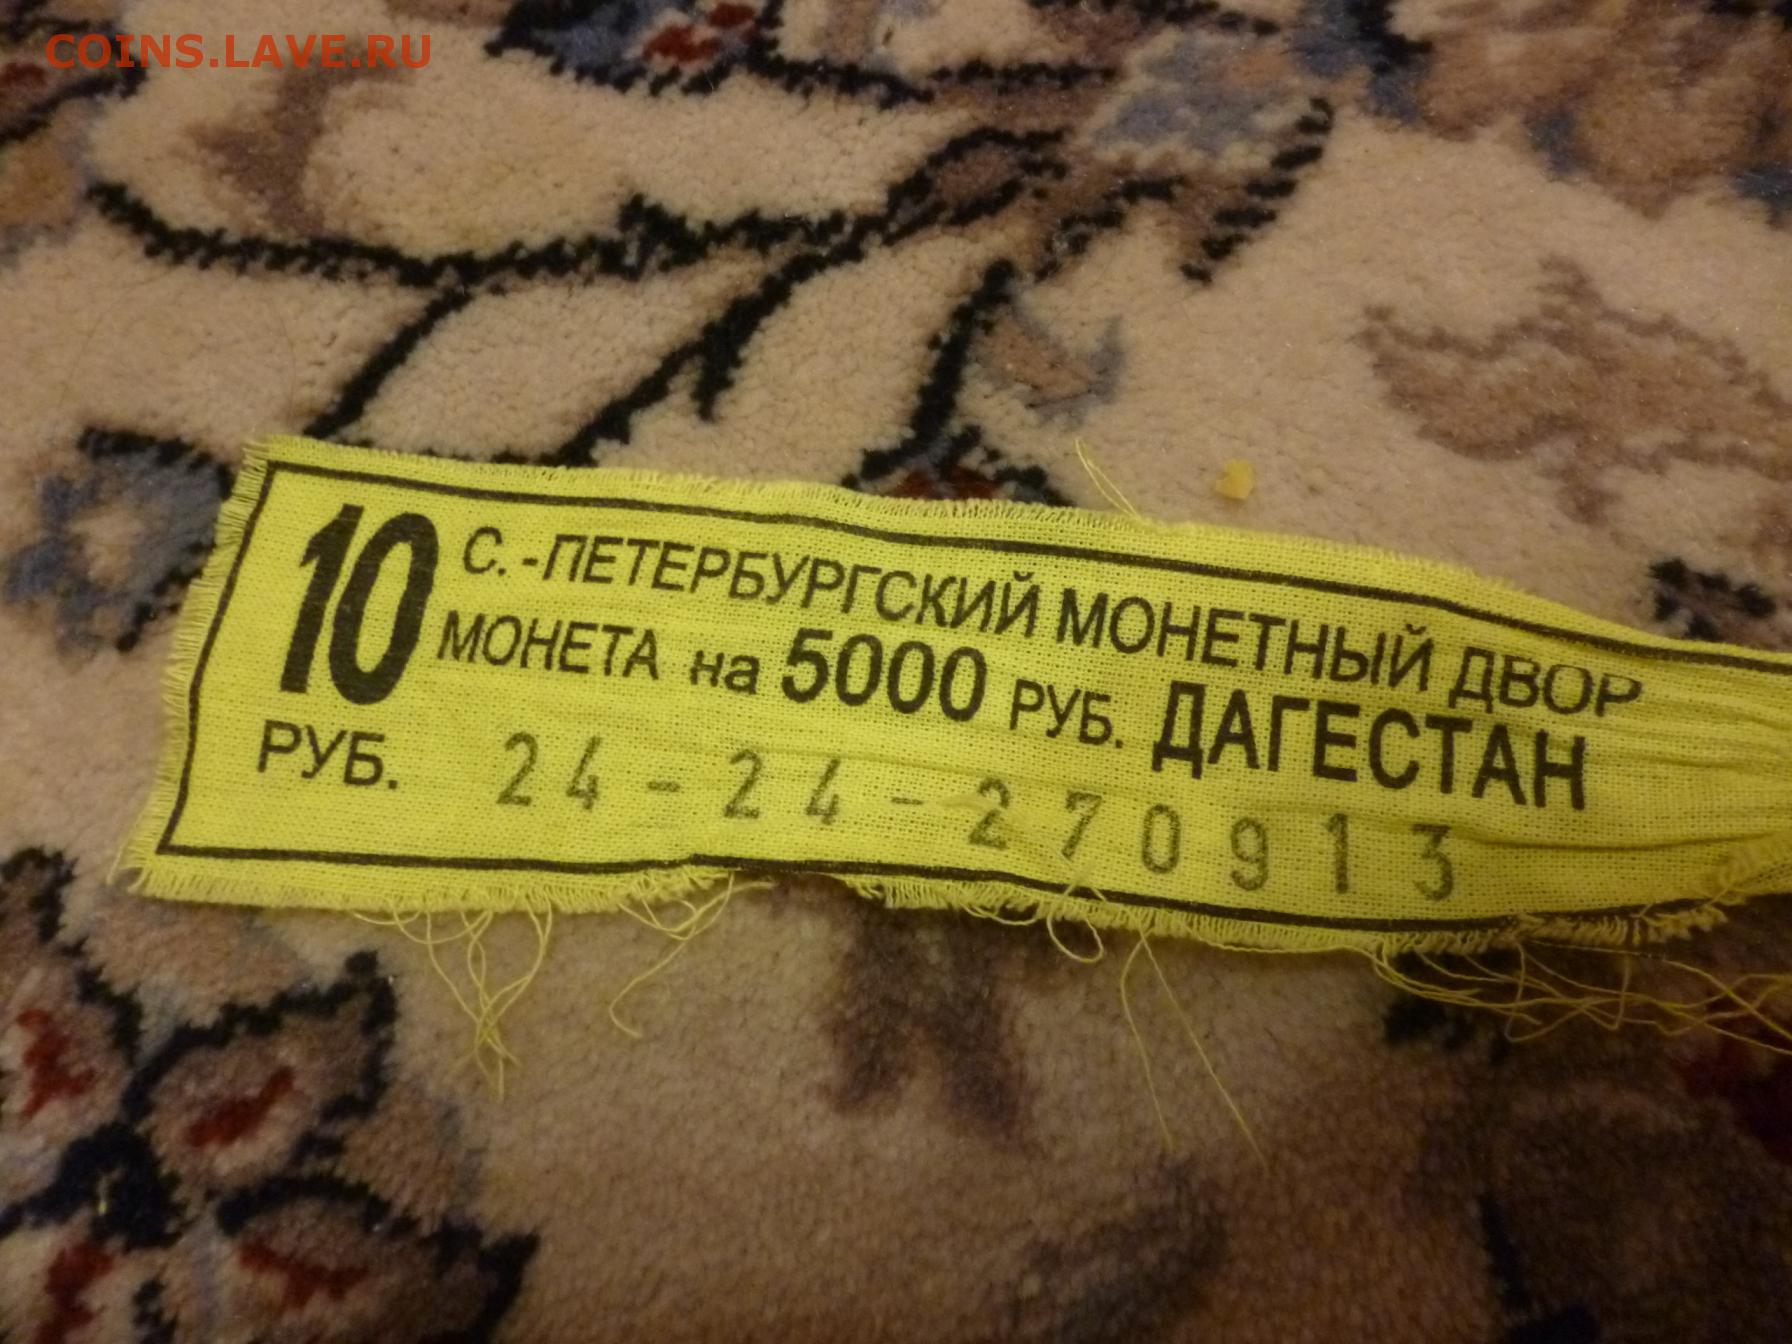 COINS.LAVE.RU
10 С.-ПЕТЕРБУРГСКИЙ МОНЕТНЫЙ ДВОР
МОНЕТА на 5000 РУБ. ДАГЕСТАН
РУБ. 24-24-270913